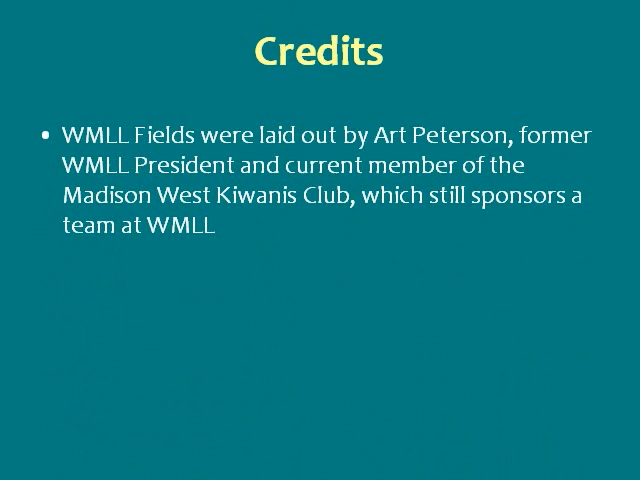 Credits
• WMLL Fields were laid out by Art Peterson, former
WMLL President and current member of the
Madison West Kiwanis Club, which still sponsors a
team at WMLL